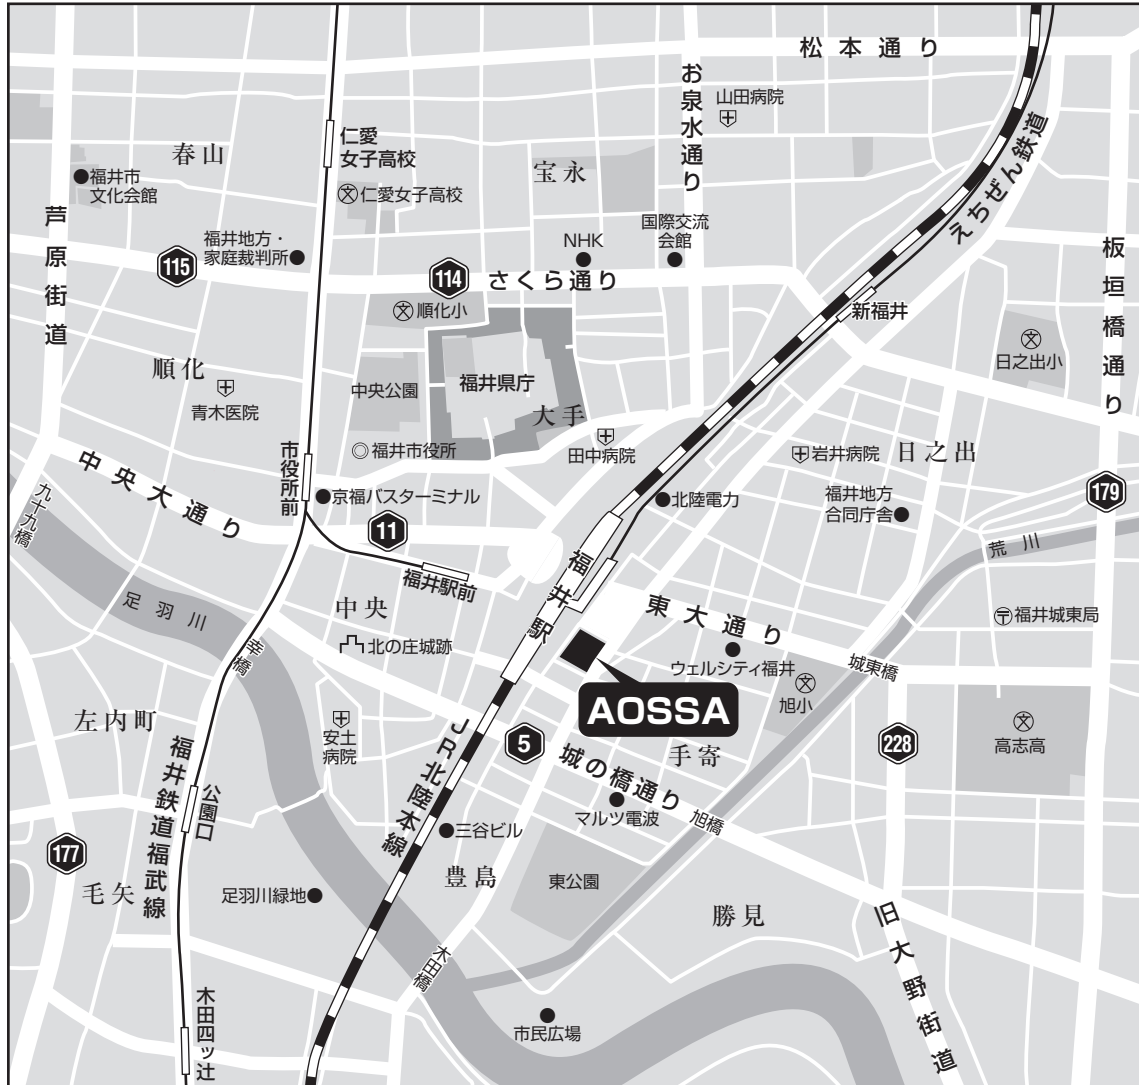 松本通り
お泉水通り
山田病院
仁愛
女子高校
仁愛女子高校
春山
福井市
文化会館
宝永
えちぜん鉄道
芦原街道
福井地方・
家庭裁判所
国際交流
会館
NHK
板垣橋通り
115
114
さくら通り
順化小
新福井
日之出小
順化
青木医院
中央公園
福井県庁
大手
福井市役所
田中病院
岩井病院
日之出
中央大通り
市役所前
京福バスターミナル
北陸電力
福井地方
合同庁舎
179
九十九橋
11
福井駅前
福井駅
荒川
足羽川
中央
北の庄城跡
東大通り
福井城東局
幸橋
ウェルシティ福井
城東橋
AOSSA
旭小
左内町
安土
病院
JR北陸本線
5
城の橋通り
手寄
228
高志高
福井鉄道福武線
公園口
マルツ電波
旭橋
三谷ビル
177
毛矢
足羽川緑地
豊島
東公園
勝見
旧大野街道
木田橋
木田四ッ辻
市民広場